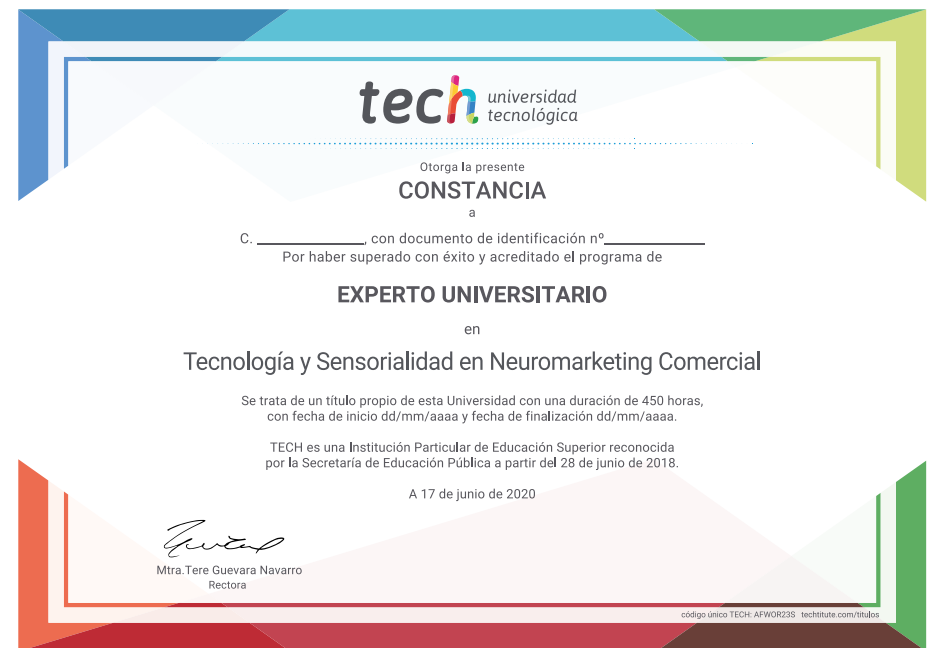 tech universidad
tecnológica
Otorga la presente
CONSTANCIA
a
C. ______________, con documento de identificación nº_____________
Por haber superado con éxito y acreditado el programa de
EXPERTO UNIVERSITARIO
en
Tecnología y Sensorialidad en Neuromarketing Comercial
Se trata de un título propio de esta Universidad con una duración de 450 horas,
con fecha de inicio dd/mm/aaaa y fecha de finalización dd/mm/aaaa.
TECH es una Institución Particular de Educación Superior reconocida
por la Secretaría de Educación Pública a partir del 28 de junio de 2018.
A 17 de junio de 2020
Mtra.Tere Guevara Navarro
Rectora
código único TECH: AFWOR23S techtitute.com/titulos